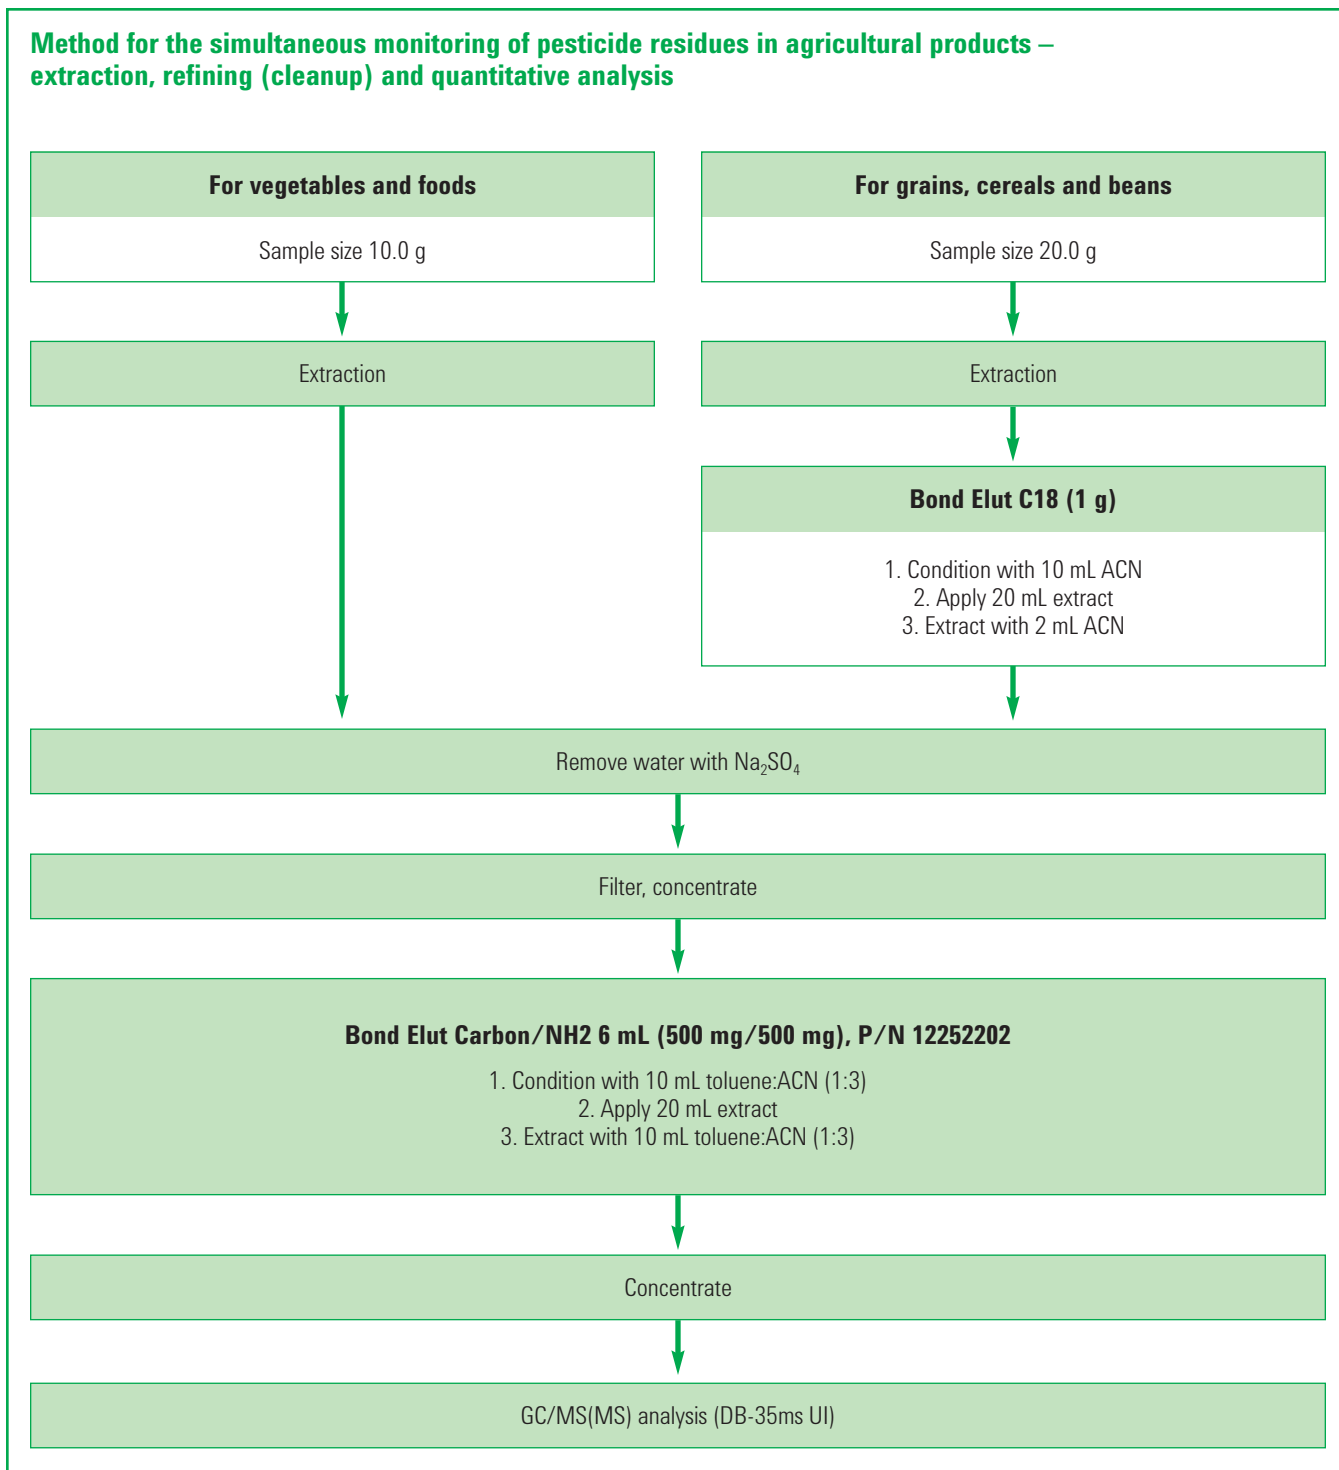 Method for the simultaneous monitoring of pesticide residues in agricultural products –
extraction, refining (cleanup) and quantitative analysis
For vegetables and foods
Sample size 10.0 g
Extraction
For grains, cereals and beans
Sample size 20.0 g
Extraction
Bond Elut C18 (1 g)
1. Condition with 10 mL ACN
2. Apply 20 mL extract
3. Extract with 2 mL ACN
Remove water with Na₂SO₄
Filter, concentrate
Bond Elut Carbon/NH2 6 mL (500 mg/500 mg), P/N 12252202
1. Condition with 10 mL toluene:ACN (1:3)
2. Apply 20 mL extract
3. Extract with 10 mL toluene:ACN (1:3)
Concentrate
GC/MS(MS) analysis (DB-35ms UI)